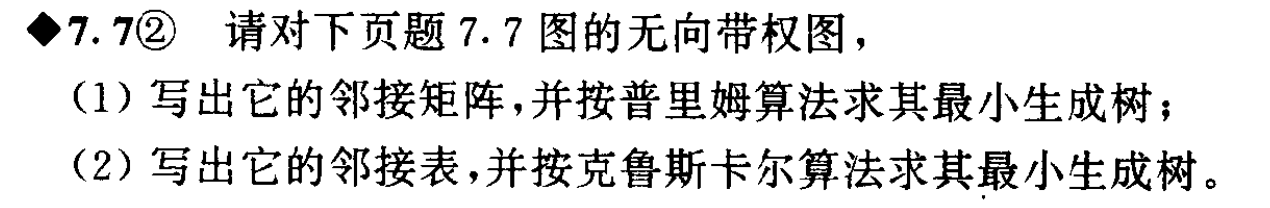 ◆7.7② 请对下页题 7.7 图的无向带权图，
（1）写出它的邻接矩阵，并按普里姆算法求其最小生成树；
（2）写出它的邻接表，并按克鲁斯卡尔算法求其最小生成树。